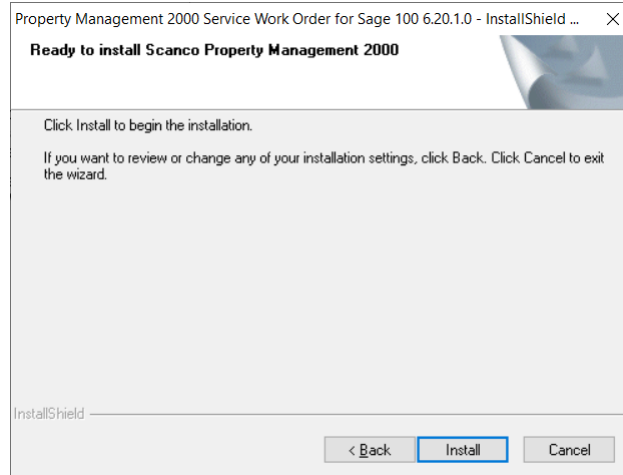 Property Management 2000 Service Work Order for Sage 100 6.20.1.0 - InstallShield ...
Ready to install Scanco Property Management 2000
Click Install to begin the installation.
If you want to review or change any of your installation settings, click Back. Click Cancel to exit
the wizard.
InstallShield
< Back
Install
Cancel